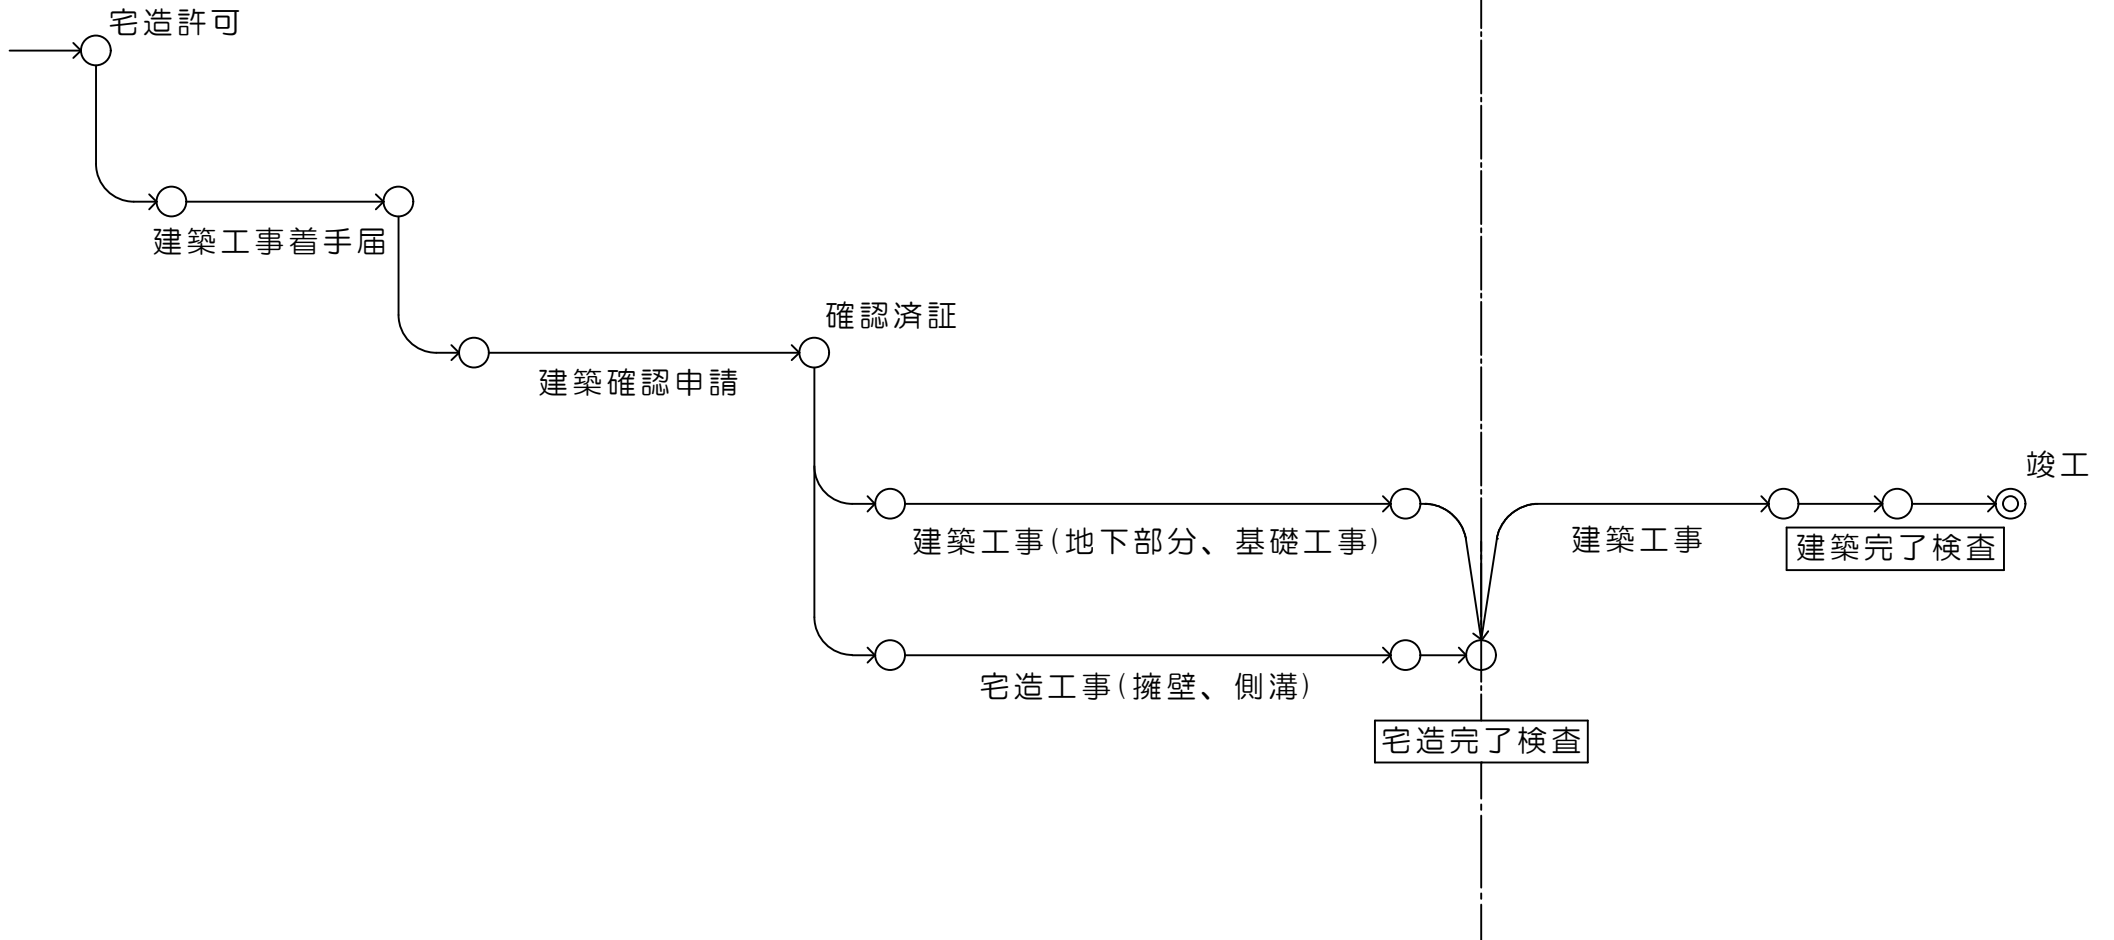 宅造許可
建築工事着手届
確認済証
建築確認申請
竣工
建築工事(地下部分、基礎工事)
建築工事
建築完了検査
宅造工事(擁壁、側溝)
宅造完了検査